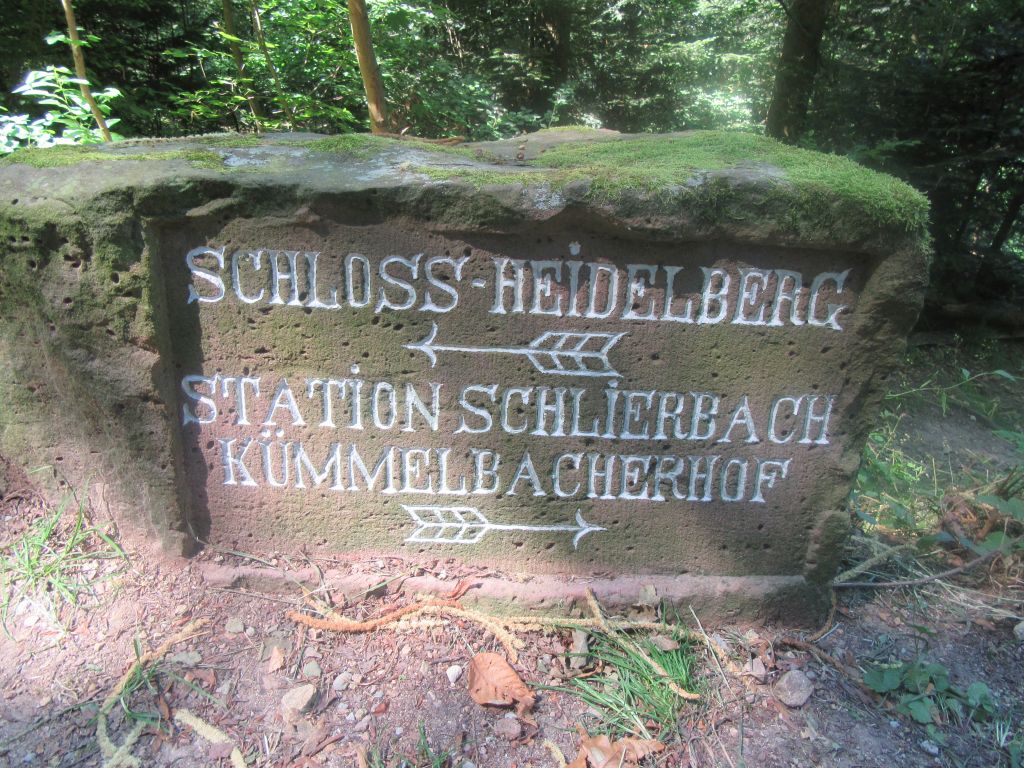 SCHLOSS-HEIDELBERG
STATION SCHLIERBACH
KÜMMELBACHERHOF